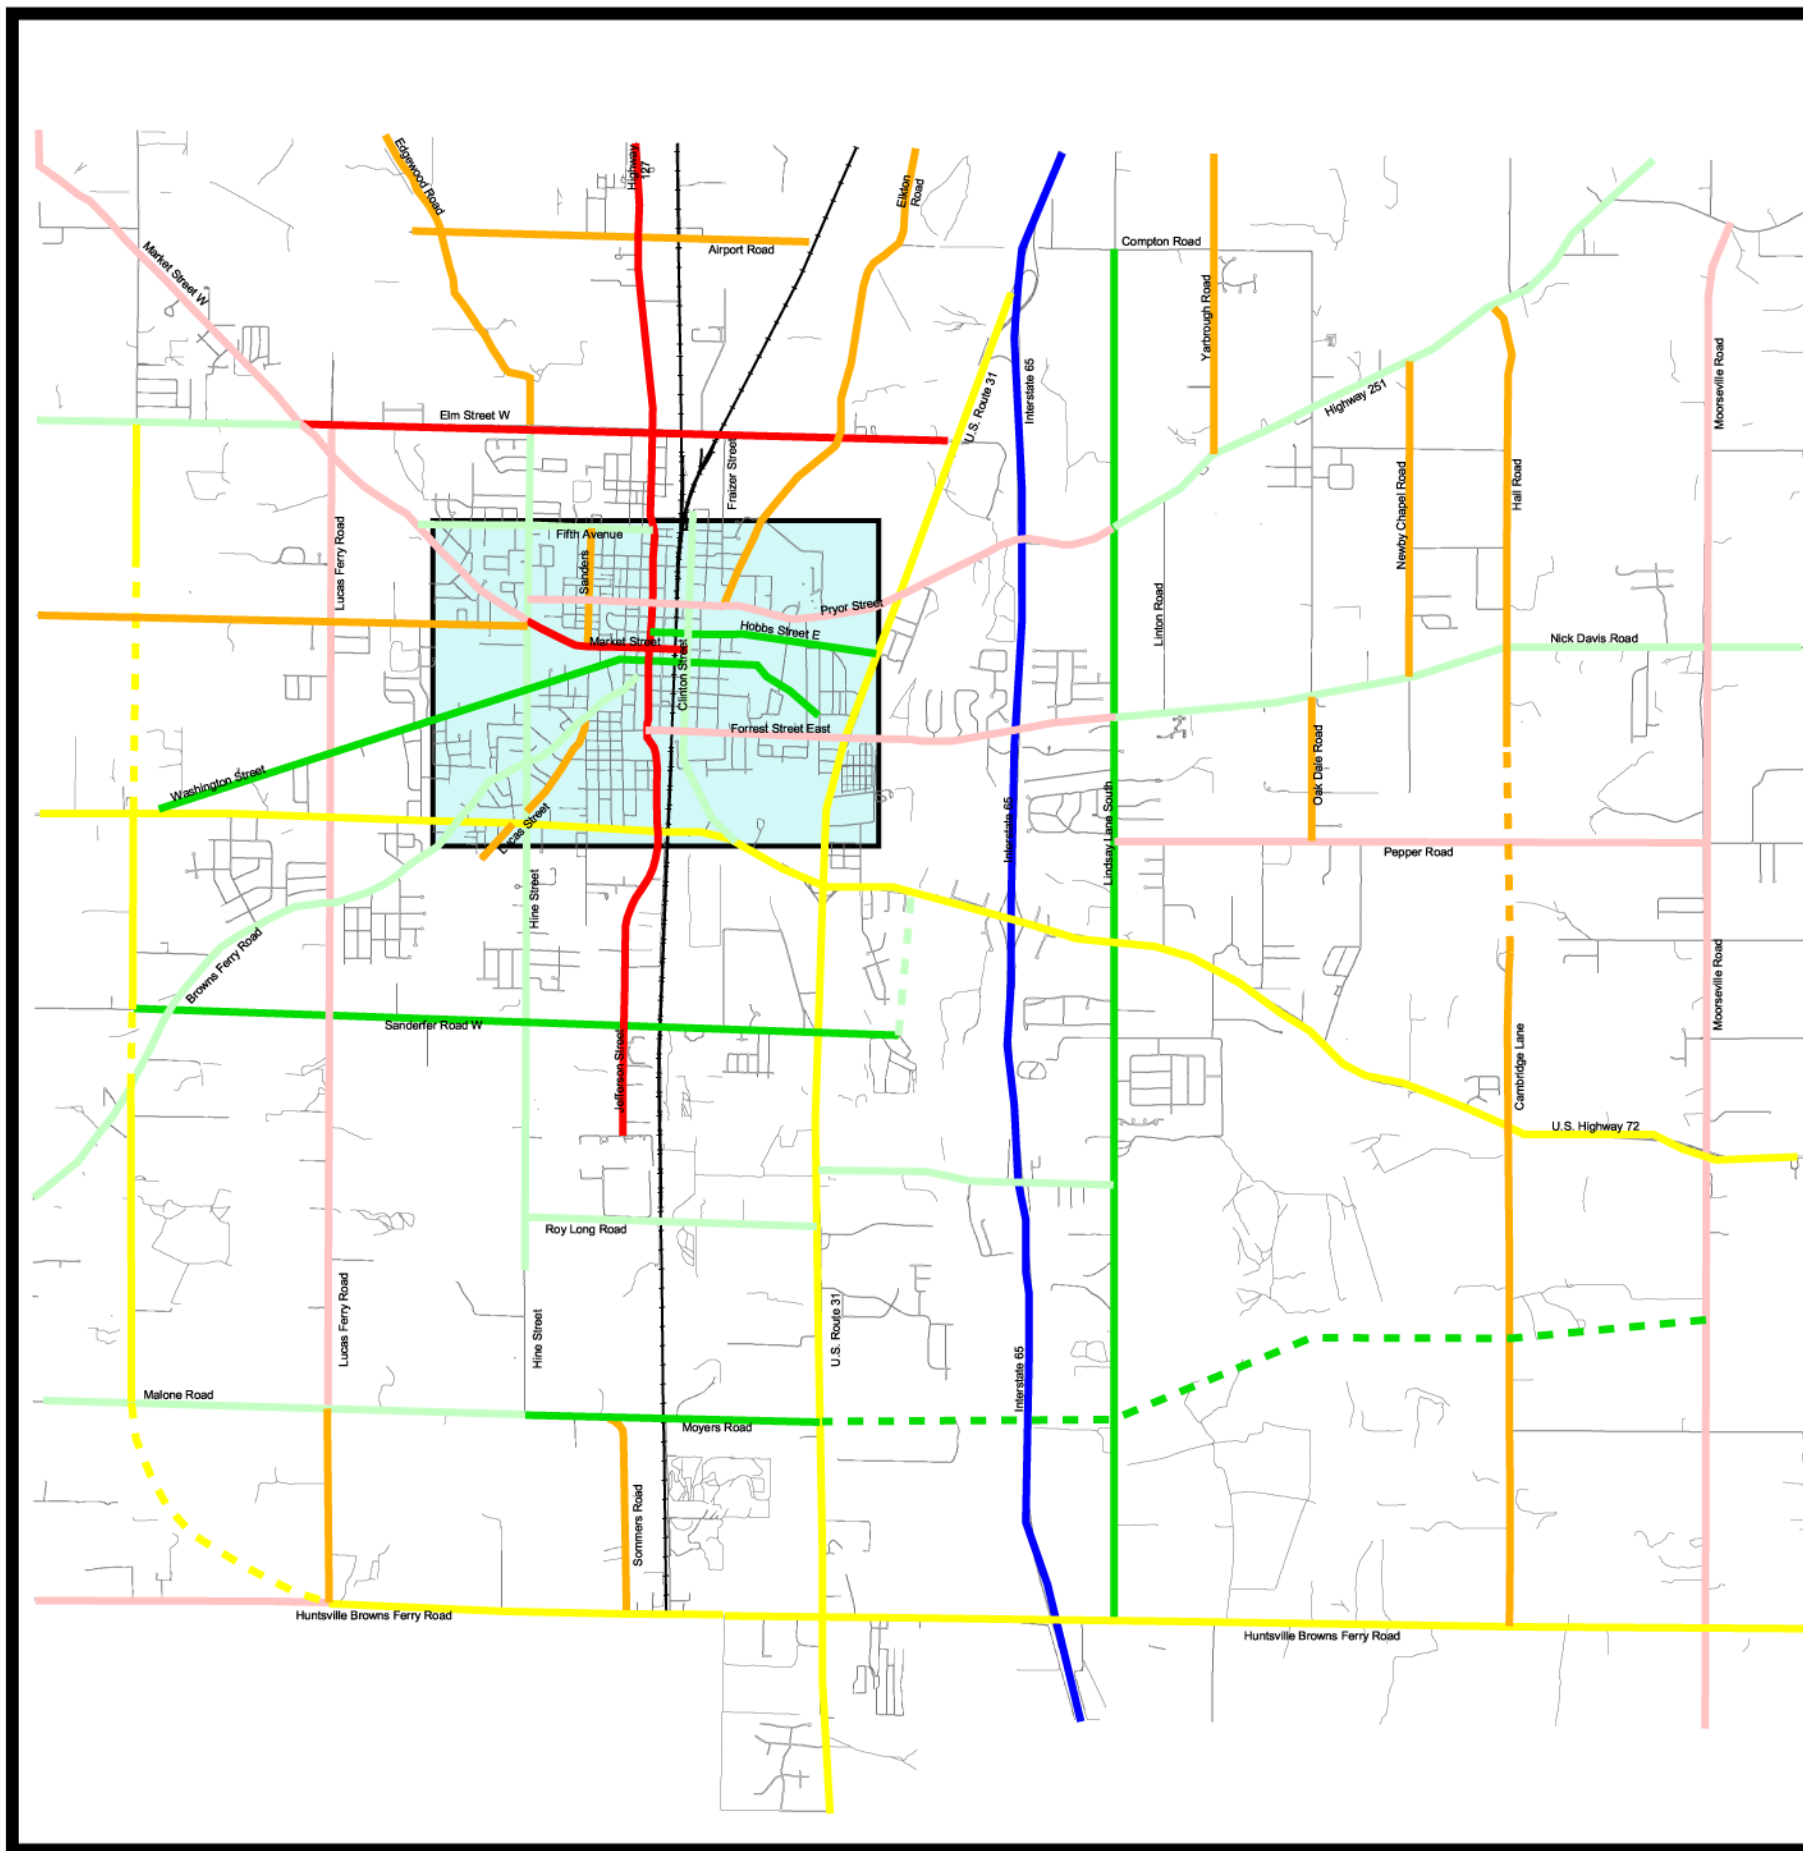 Highway
127
Edgewood Road
Elkton
Road
Airport Road
Compton Road
Market Street W
Yarbrough Road
Interstate 65
U.S. Route 31
Moorseville Road
Highway 251
Elm Street W
Fraizer Street
Hall Road
Newby Chapel Road
Lucas Ferry Road
Fifth Avenue
Sanders
Pryor Street
Linton Road
Hobbs Street E
Market Street
Nick Davis Road
Clinton Street
Forrest Street East
Washington Street
Oak Dale Road
Lucas Street
Interstate 65
Lindsay Lane South
Pepper Road
Hine Street
Browns Ferry Road
Moorseville Road
Sanderfer Road W
Jefferson Street
Cambridge Lane
U.S. Highway 72
Roy Long Road
Lucas Ferry Road
Hine Street
U.S. Route 31
Interstate 65
Malone Road
Moyers Road
Sommers Road
Huntsville Browns Ferry Road
Huntsville Browns Ferry Road